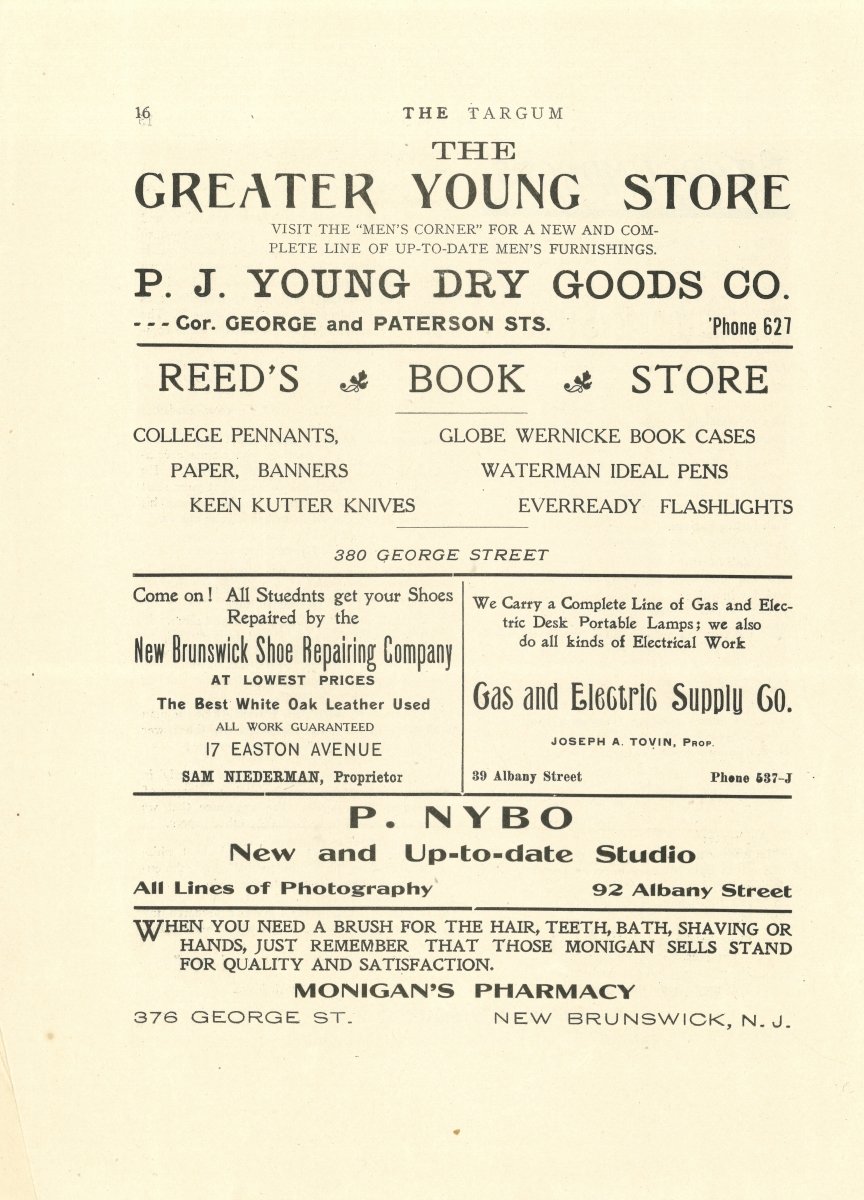 16
THE TARGUM
THE
GREATER YOUNG STORE
VISIT THE "MEN'S CORNER" FOR A NEW AND COM-
PLETE LINE OF UP-TO-DATE MEN'S FURNISHINGS.
P. J. YOUNG DRY GOODS CO.
--- Cor. GEORGE and PATERSON STS. 'Phone 627
REED'S BOOK STORE
COLLEGE PENNANTS, GLOBE WERNICKE BOOK CASES
PAPER, BANNERS WATERMAN IDEAL PENS
KEEN KUTTER KNIVES EVERREADY FLASHLIGHTS
380 GEORGE STREET
Come on! All Stuednts get your Shoes
Repaired by the
New Brunswick Shoe Repairing Company
AT LOWEST PRICES
The Best White Oak Leather Used
ALL WORK GUARANTEED
17 EASTON AVENUE
SAM NIEDERMAN, Proprietor
We Carry a Complete Line of Gas and Elec-
tric Desk Portable Lamps; we also
do all kinds of Electrical Work
Gas and Electric Supply Co.
JOSEPH A. TOVIN, PROP.
39 Albany Street Phone 537-J
P. NYBO
New and Up-to-date Studio
All Lines of Photography 92 Albany Street
WHEN YOU NEED A BRUSH FOR THE HAIR, TEETH, BATH, SHAVING OR
HANDS, JUST REMEMBER THAT THOSE MONIGAN SELLS STAND
FOR QUALITY AND SATISFACTION.
MONIGAN'S PHARMACY
376 GEORGE ST. NEW BRUNSWICK, N. J.